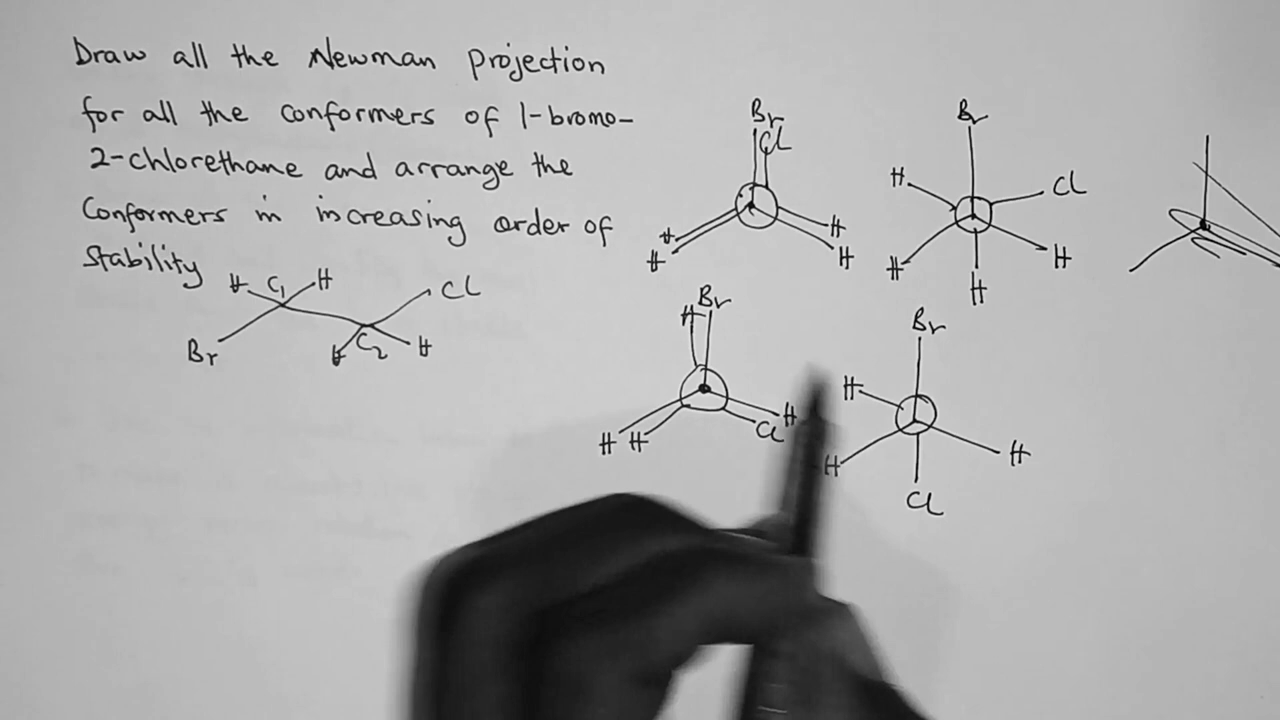 Draw all the Newman Projection
for all the conformers of 1-bromo-
2-chlorethane and arrange the
Conformers in increasing order of
Stability
H C1 H
Br C2 Cl
H H
Br
Cl
H H
H H
Br
H Cl
H H
H
Br
H
H H H
Cl
Br
H
H H
Cl